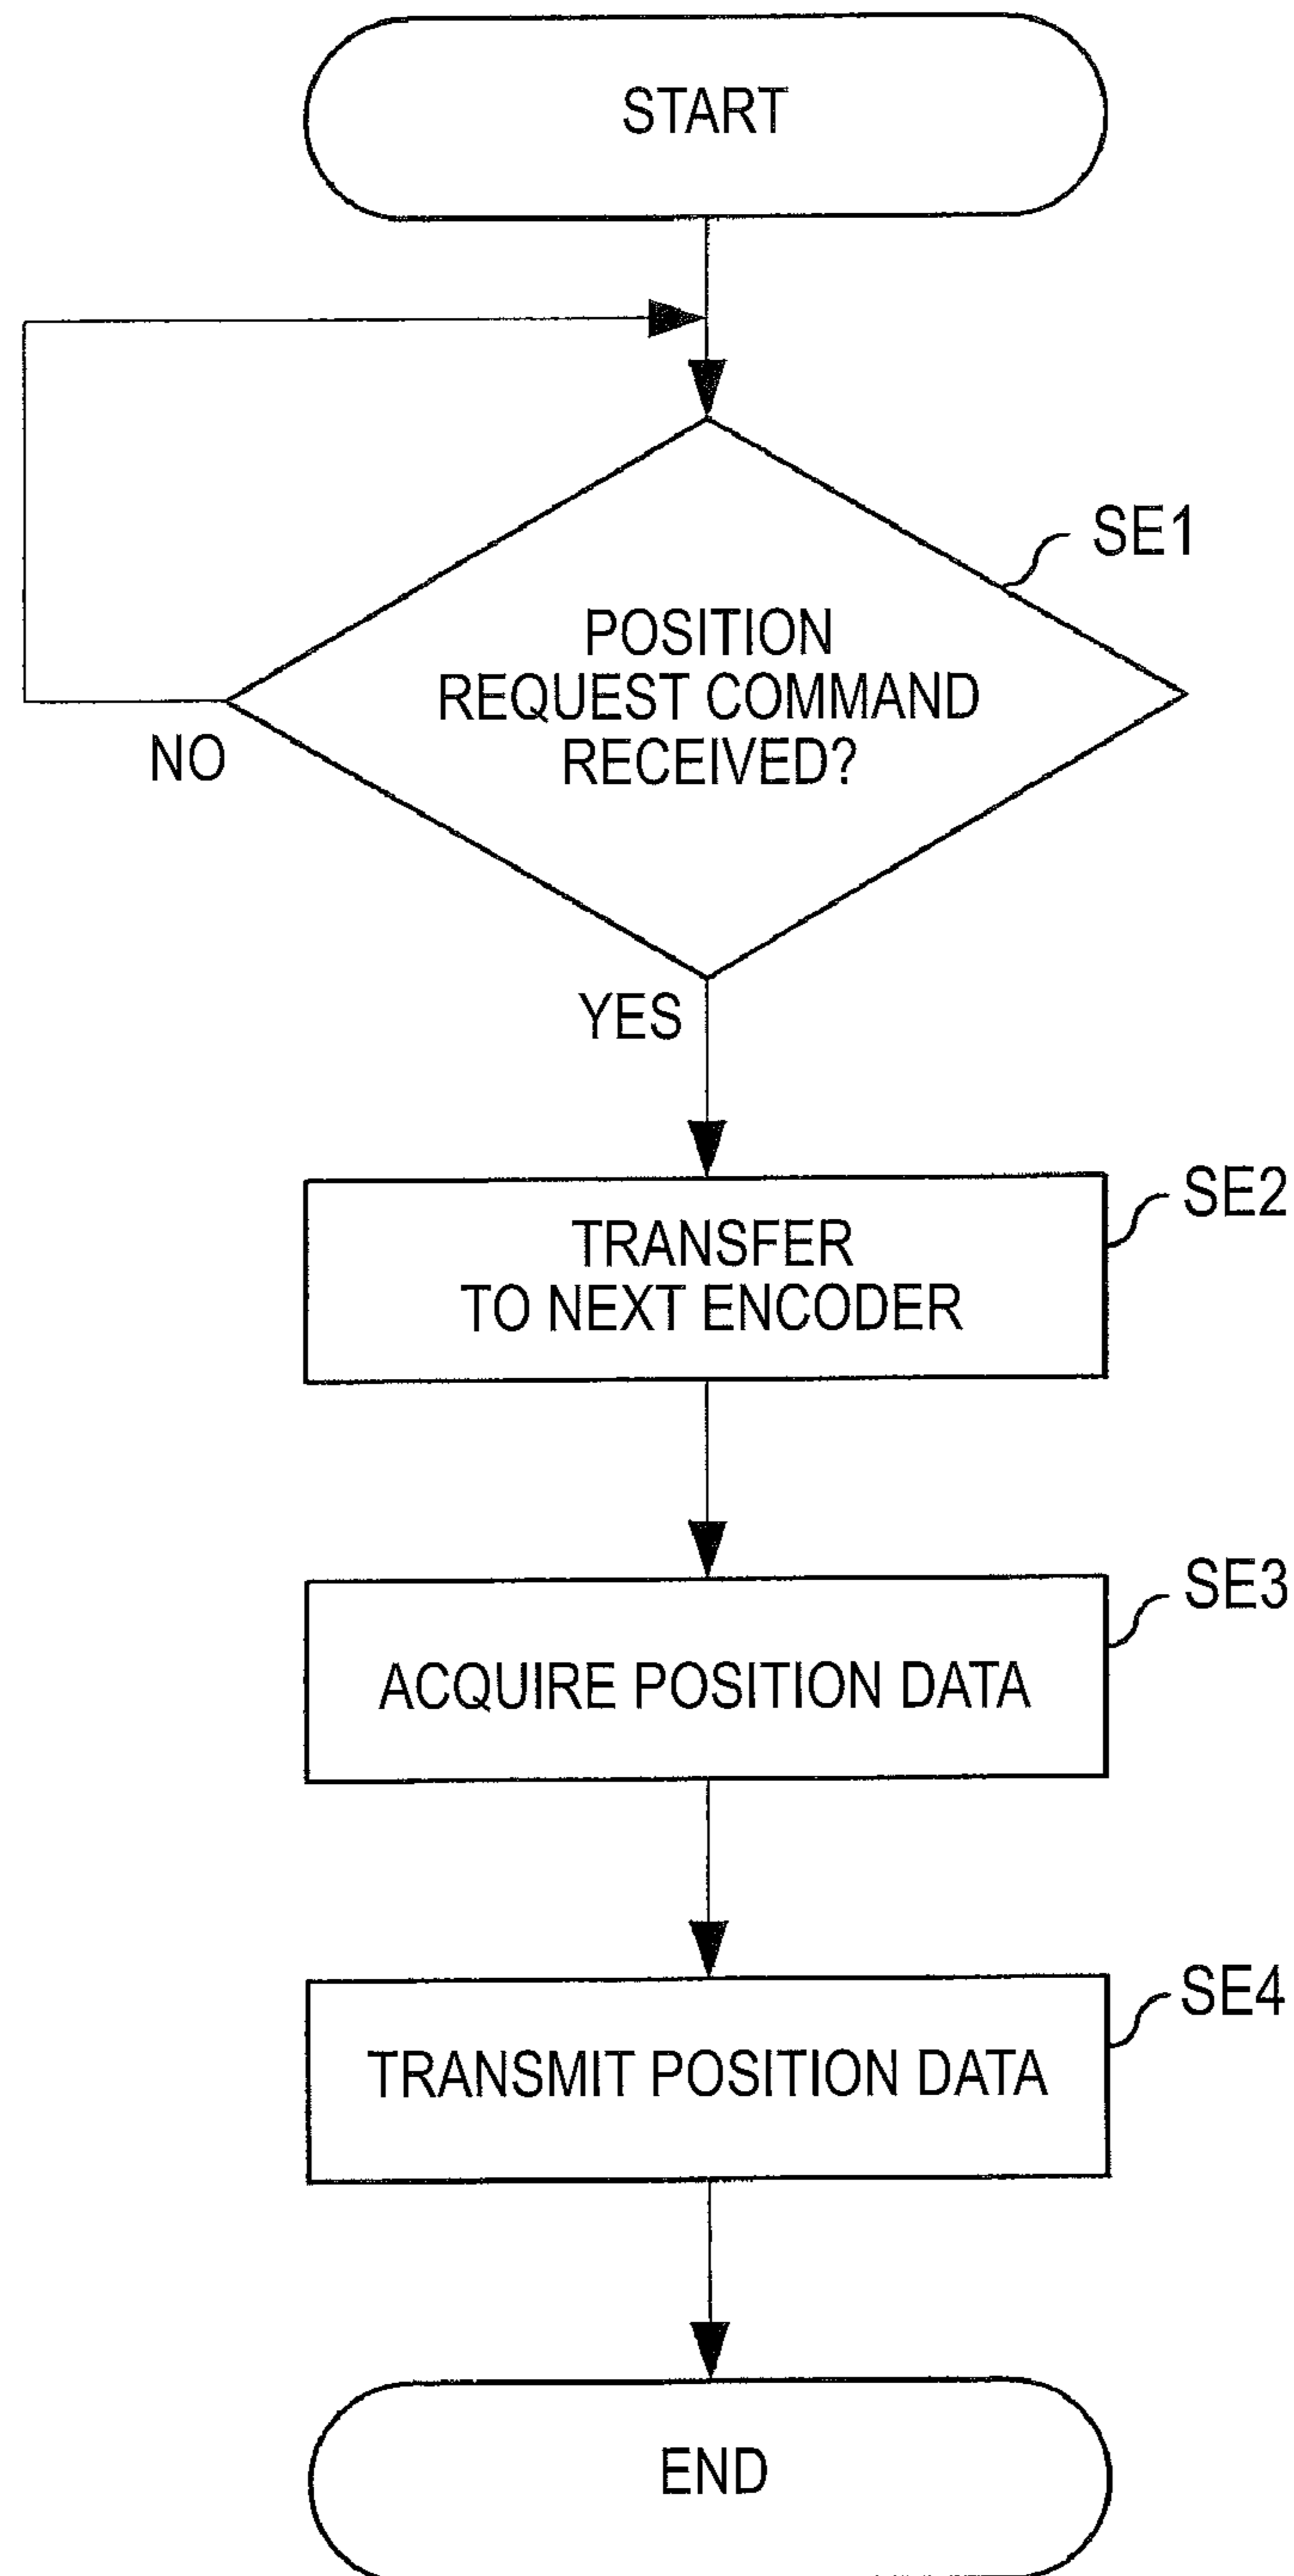 START
SE1
POSITION
REQUEST COMMAND
RECEIVED?
NO
YES
SE2
TRANSFER
TO NEXT ENCODER
SE3
ACQUIRE POSITION DATA
SE4
TRANSMIT POSITION DATA
END